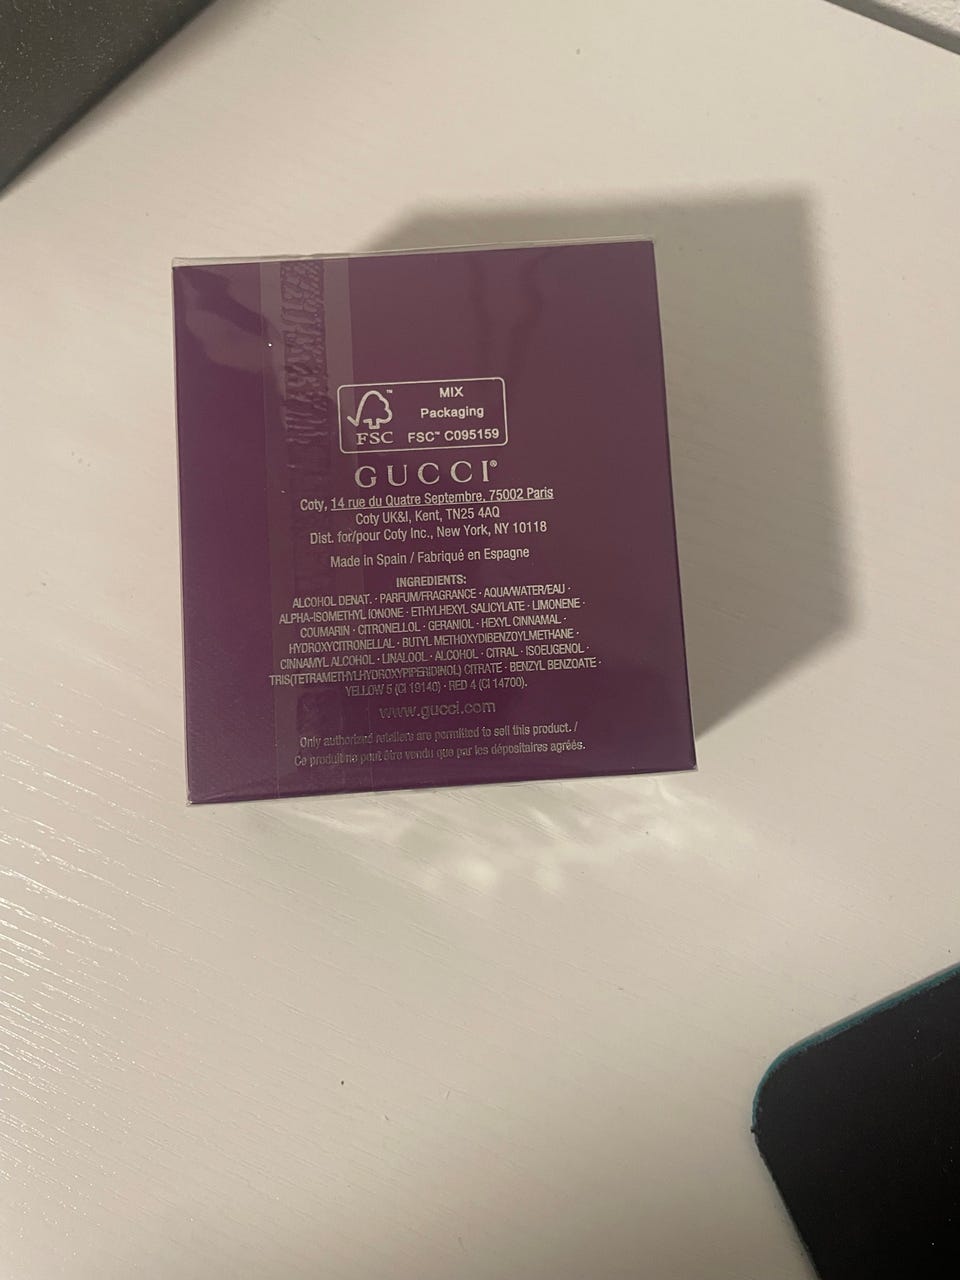 MIX
Packaging
FSC™ C095159
FSC ™
GUCCI®
Coty, 14 rue du Quatre Septembre, 75002 Paris
Coty UK&I, Kent, TN25 4AQ
Dist. for/pour Coty Inc., New York, NY 10118
Made in Spain / Fabriqué en Espagne
INGREDIENTS:
ALCOHOL DENAT. · PARFUM/FRAGRANCE · AQUA/WATER/EAU ·
ALPHA-ISOMETHYL IONONE · ETHYLHEXYL SALICYLATE · LIMONENE ·
COUMARIN · CITRONELLOL · GERANIOL · HEXYL CINNAMAL ·
HYDROXYCITRONELLAL · BUTYL METHOXYDIBENZOYLMETHANE ·
CINNAMYL ALCOHOL · LINALOOL · ALCOHOL · CITRAL · ISOEUGENOL ·
TRIS(TETRAMETHYLHYDROXYPIPERIDINOL) CITRATE · BENZYL BENZOATE ·
YELLOW 5 (CI 19140) · RED 4 (CI 14700).
www.gucci.com
Only authorized retailers are permitted to sell this product. /
Ce produit ne peut être vendu que par les dépositaires agréés.